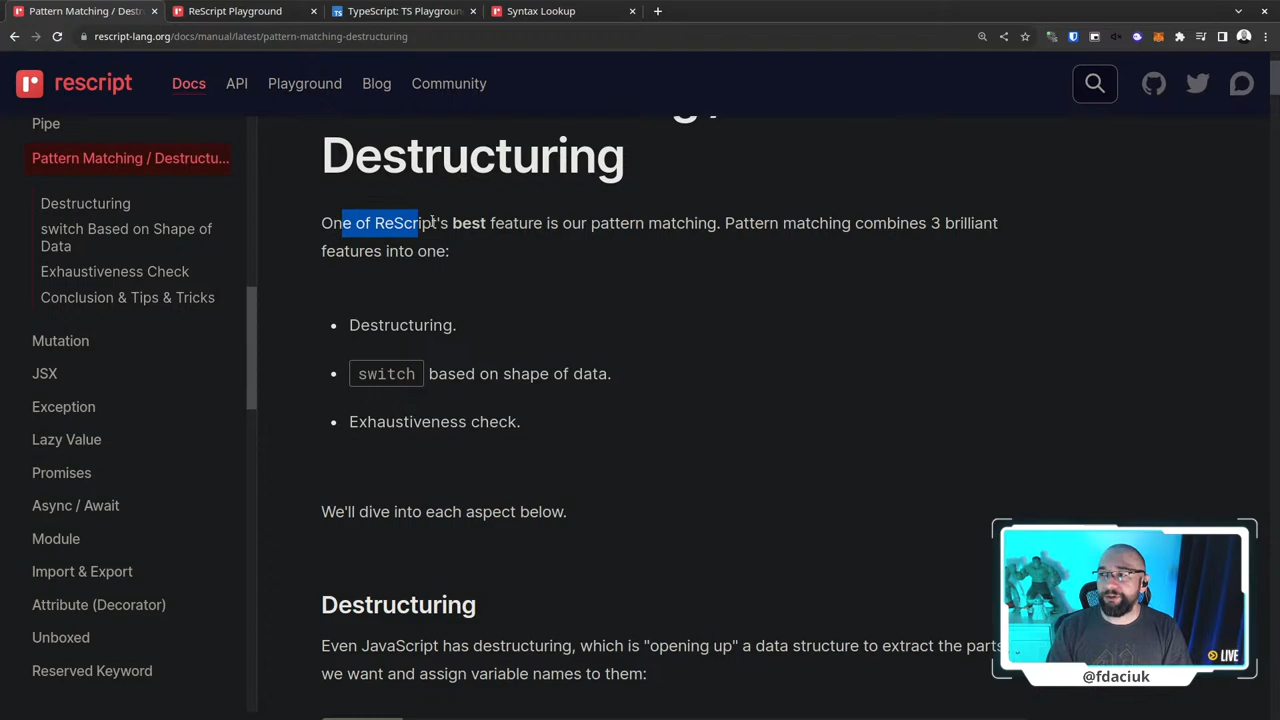 Pattern Matching / Destr
ReScript Playground
TypeScript: TS Playgroun
Syntax Lookup
rescript-lang.org/docs/manual/latest/pattern-matching-destructuring
rescript
Docs
API
Playground
Blog
Community
Pipe
Pattern Matching / Destructu...
Destructuring
switch Based on Shape of
Data
Exhaustiveness Check
Conclusion & Tips & Tricks
Mutation
JSX
Exception
Lazy Value
Promises
Async / Await
Module
Import & Export
Attribute (Decorator)
Unboxed
Reserved Keyword
Destructuring
One of ReScript's best feature is our pattern matching. Pattern matching combines 3 brilliant
features into one:
• Destructuring.
• switch based on shape of data.
• Exhaustiveness check.
We'll dive into each aspect below.
Destructuring
Even JavaScript has destructuring, which is "opening up" a data structure to extract the parts
we want and assign variable names to them:
LIVE
@fdaciuk